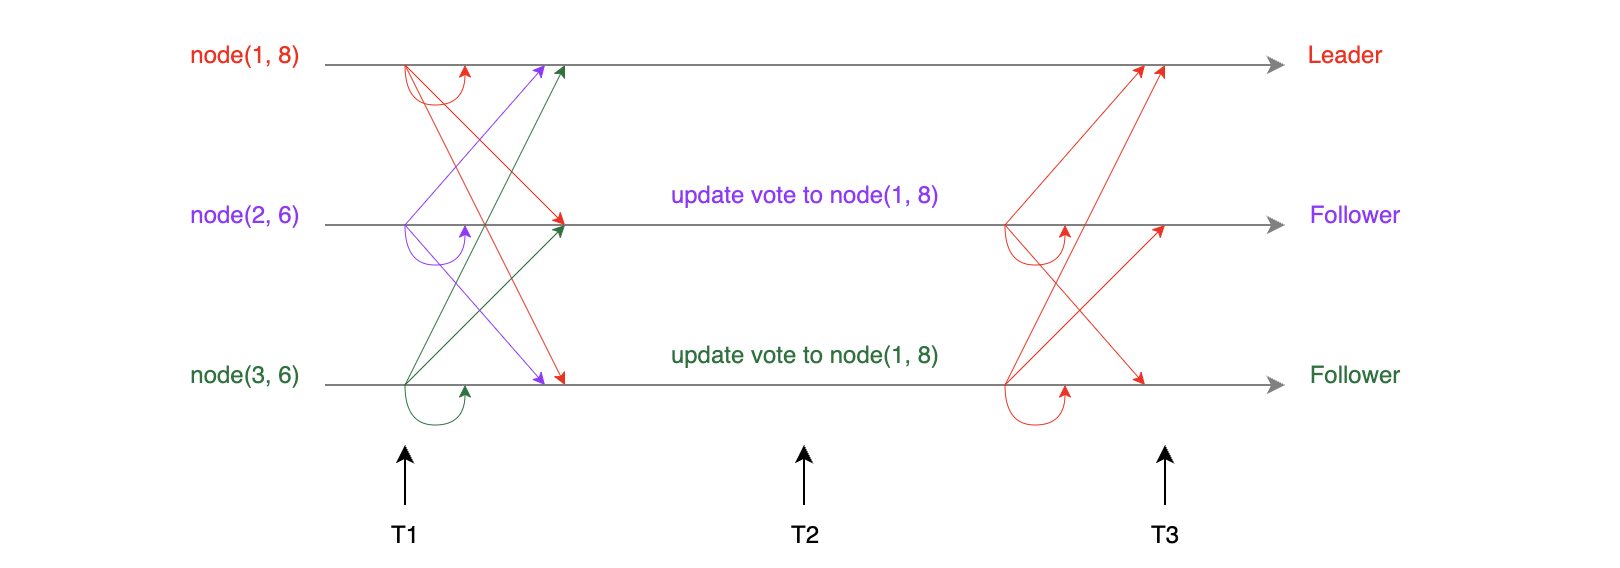 node(1, 8)
Leader
node(2, 6)
update vote to node(1, 8)
Follower
node(3, 6)
update vote to node(1, 8)
Follower
T1
T2
T3